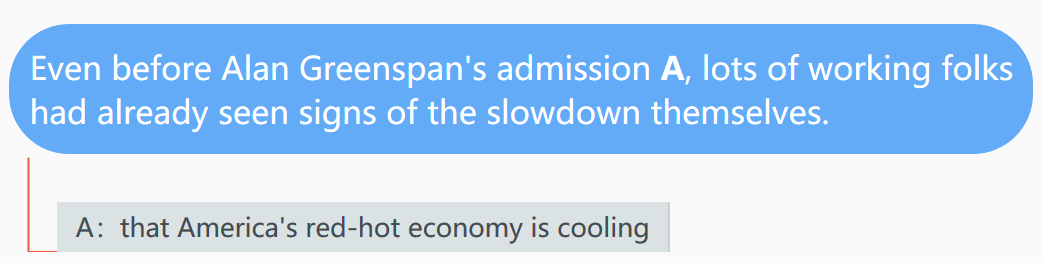 Even before Alan Greenspan's admission A, lots of working folks
had already seen signs of the slowdown themselves.
A：that America's red-hot economy is cooling